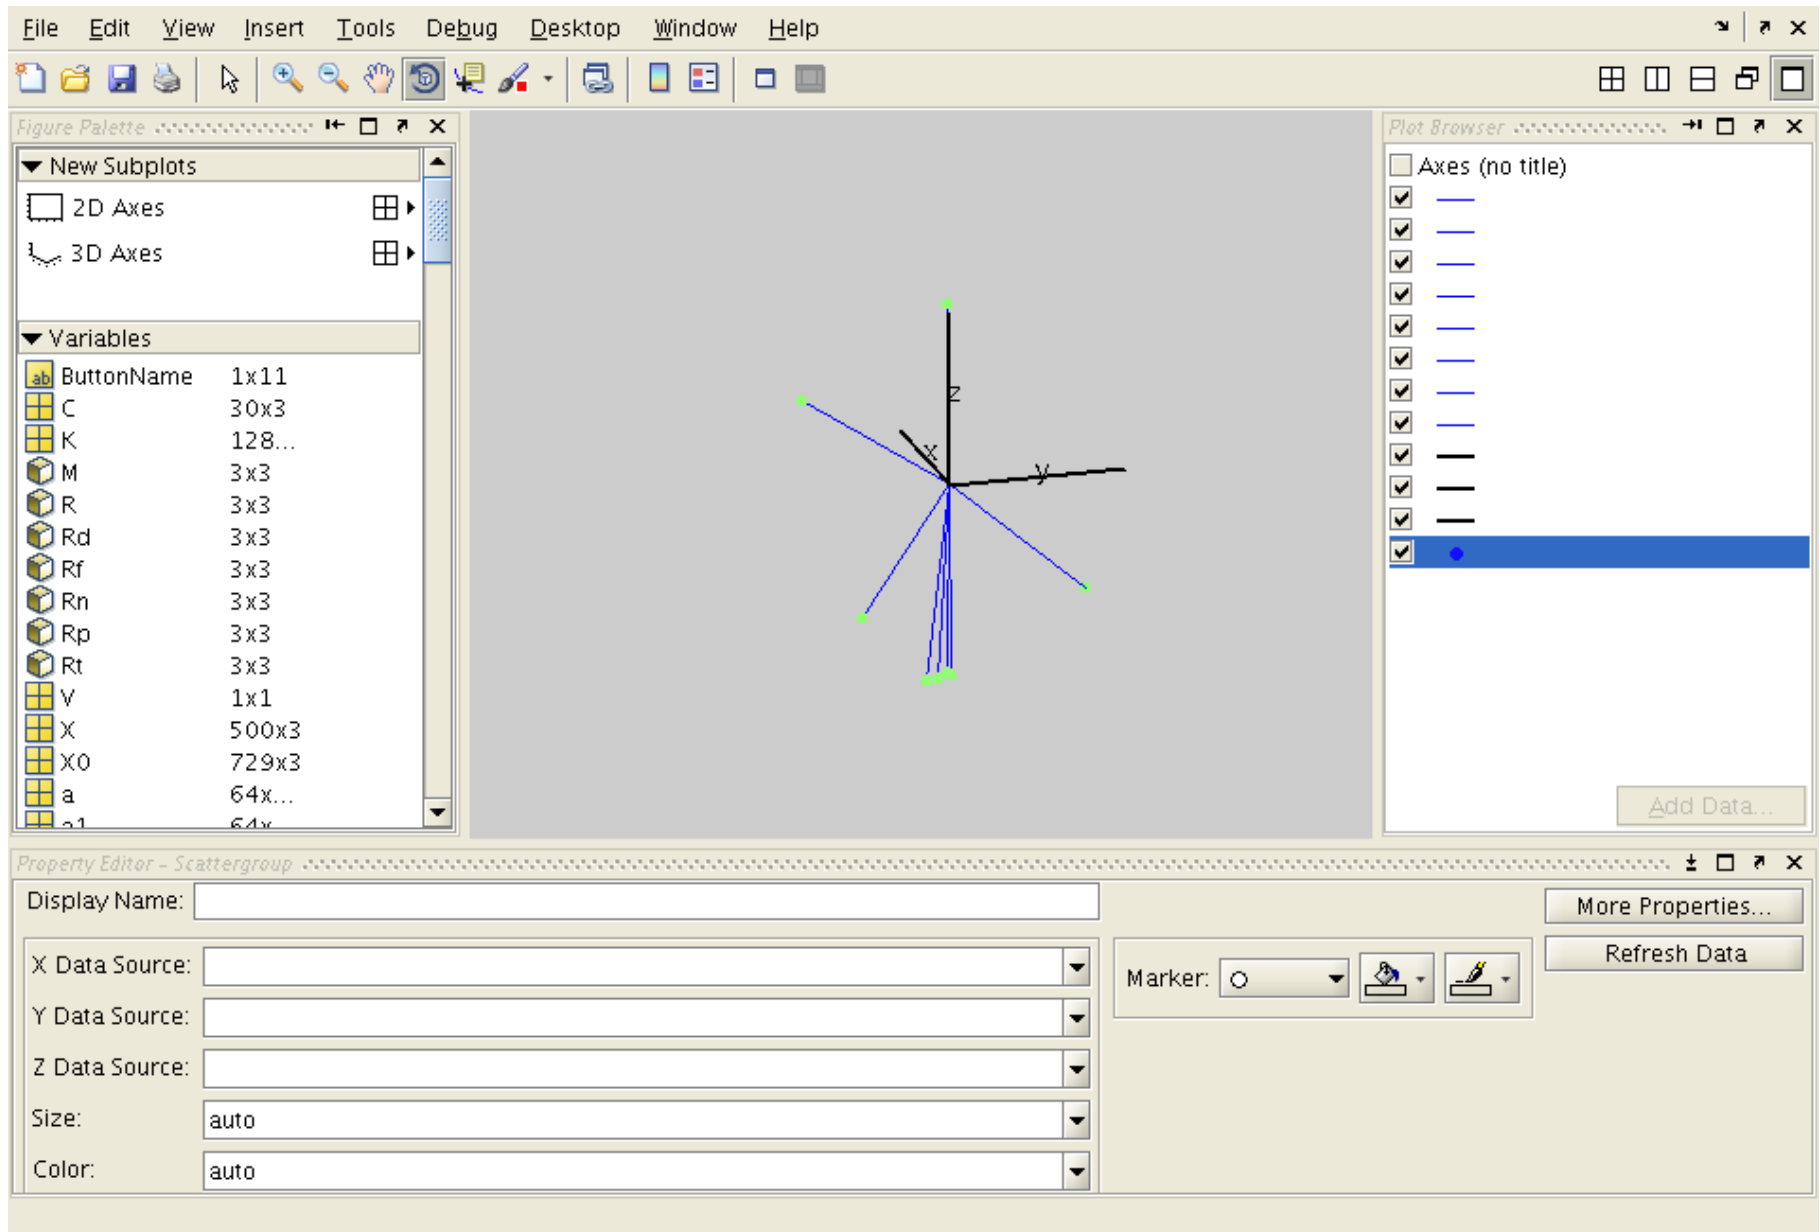 File Edit View Insert Tools Debug Desktop Window Help
Figure Palette
New Subplots
2D Axes
3D Axes
Variables
ab ButtonName 1x11
C 30x3
K 128...
M 3x3
R 3x3
Rd 3x3
Rf 3x3
Rn 3x3
Rp 3x3
Rt 3x3
V 1x1
X 500x3
X0 729x3
a 64x...
a1 64x
z
x
y
Plot Browser
Axes (no title)
Add Data...
Property Editor - Scattergroup
Display Name:
More Properties...
X Data Source:
Marker:
Refresh Data
Y Data Source:
Z Data Source:
Size: auto
Color: auto